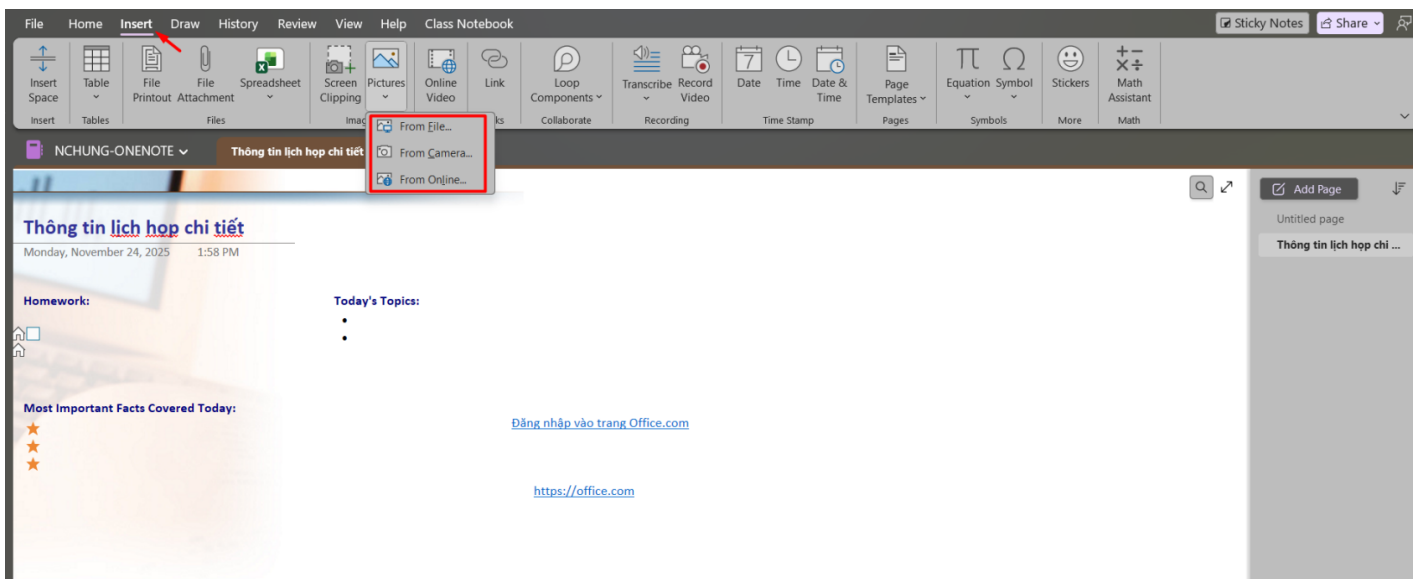 File Home Insert Draw History Review View Help Class Notebook Sticky Notes Share
Insert Space Table File Printout File Attachment Spreadsheet Screen Clipping Pictures Online Video Link Loop Components Transcribe Record Video Date Time Date & Time Page Templates Equation Symbol Stickers Math Assistant
Insert Tables Files Collaborate Recording Time Stamp Pages Symbols More Math
From File...
From Camera...
From Online...
NCHUNG-ONENOTE Thông tin lịch họp chi tiết
Add Page
Untitled page
Thông tin lịch họp chi ...
Thông tin lịch họp chi tiết
Monday, November 24, 2025 1:58 PM
Homework: Today's Topics:
Most Important Facts Covered Today:
Đăng nhập vào trang Office.com
https://office.com